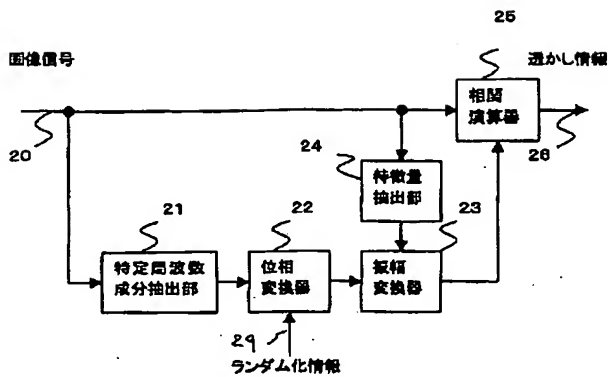 25
画像信号
透かし情報
相関
演算器
20
26
24
特徴量
抽出部
21
22
23
特定周波数
成分抽出部
位相
変換器
振幅
変換器
29
ランダム化情報